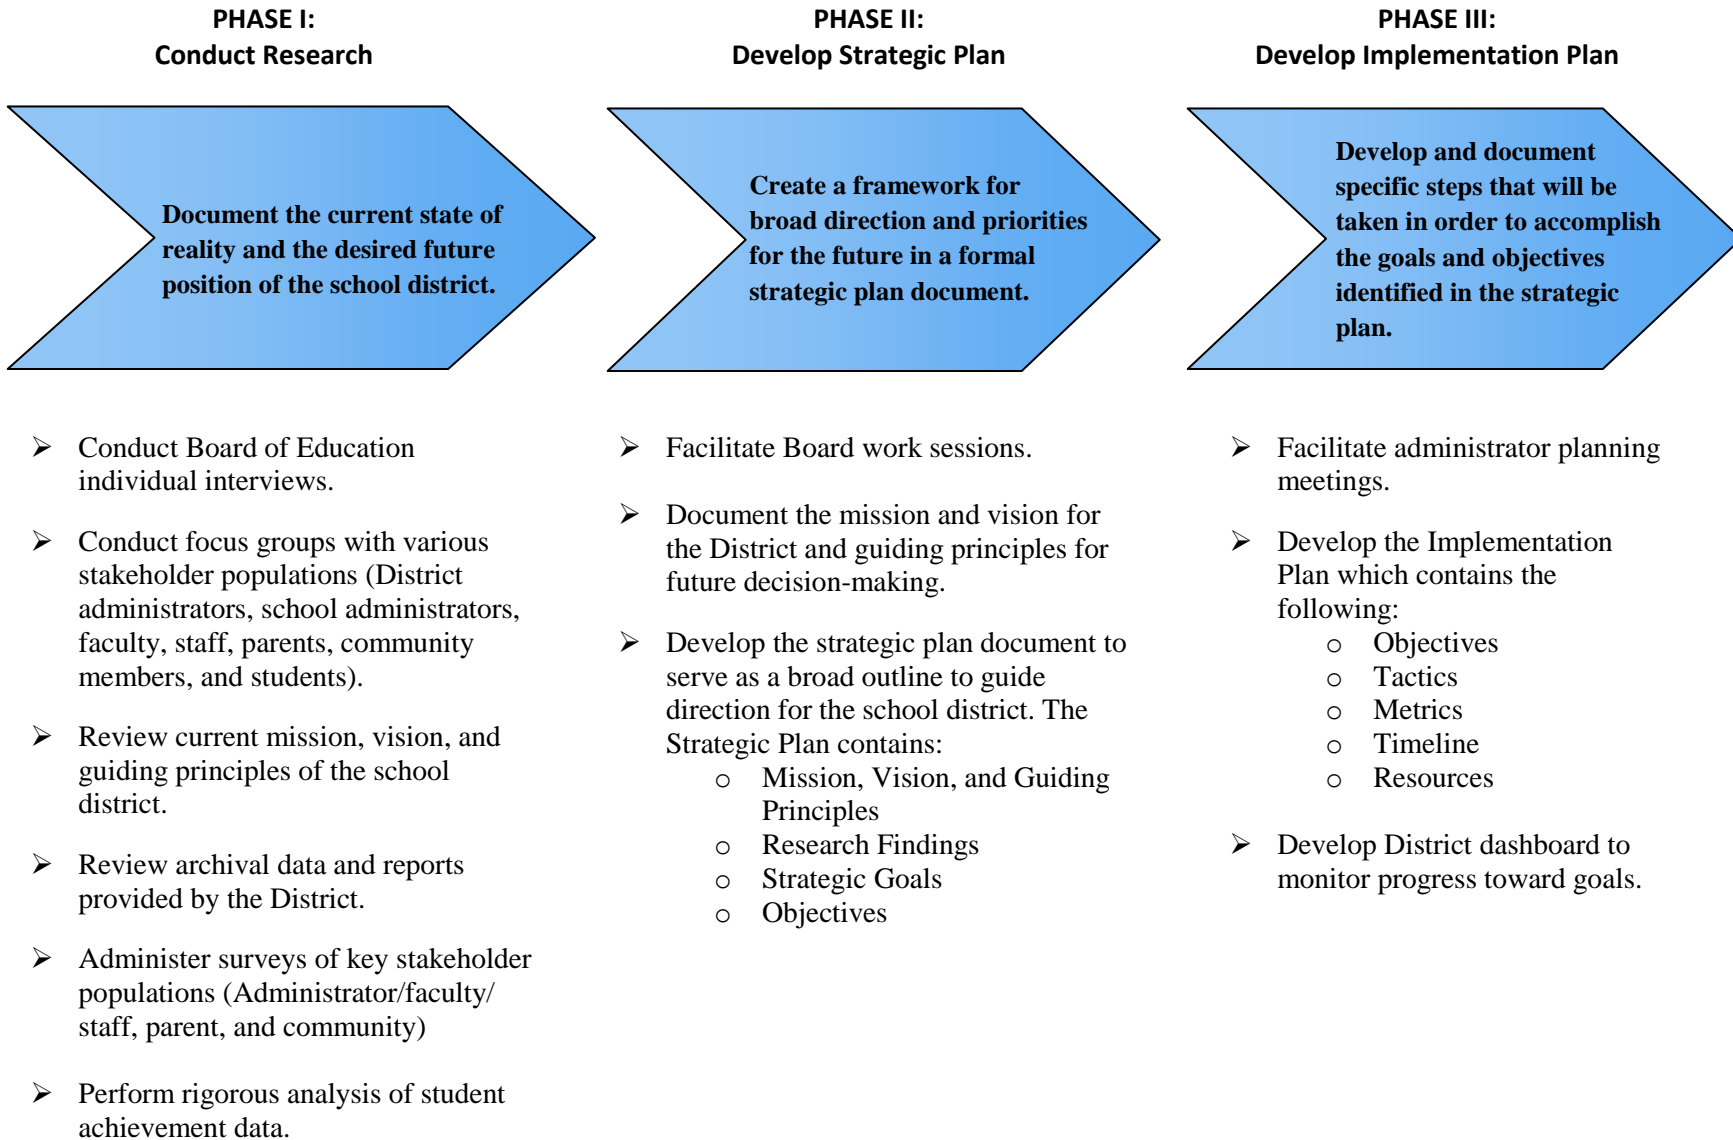 PHASE I:
Conduct Research
Document the current state of
reality and the desired future
position of the school district.
➢ Conduct Board of Education
individual interviews.
➢ Conduct focus groups with various
stakeholder populations (District
administrators, school administrators,
faculty, staff, parents, community
members, and students).
➢ Review current mission, vision, and
guiding principles of the school
district.
➢ Review archival data and reports
provided by the District.
➢ Administer surveys of key stakeholder
populations (Administrator/faculty/
staff, parent, and community)
➢ Perform rigorous analysis of student
achievement data.
PHASE II:
Develop Strategic Plan
Create a framework for
broad direction and priorities
for the future in a formal
strategic plan document.
➢ Facilitate Board work sessions.
➢ Document the mission and vision for
the District and guiding principles for
future decision-making.
➢ Develop the strategic plan document to
serve as a broad outline to guide
direction for the school district. The
Strategic Plan contains:
o Mission, Vision, and Guiding
Principles
o Research Findings
o Strategic Goals
o Objectives
PHASE III:
Develop Implementation Plan
Develop and document
specific steps that will be
taken in order to accomplish
the goals and objectives
identified in the strategic
plan.
➢ Facilitate administrator planning
meetings.
➢ Develop the Implementation
Plan which contains the
following:
o Objectives
o Tactics
o Metrics
o Timeline
o Resources
➢ Develop District dashboard to
monitor progress toward goals.